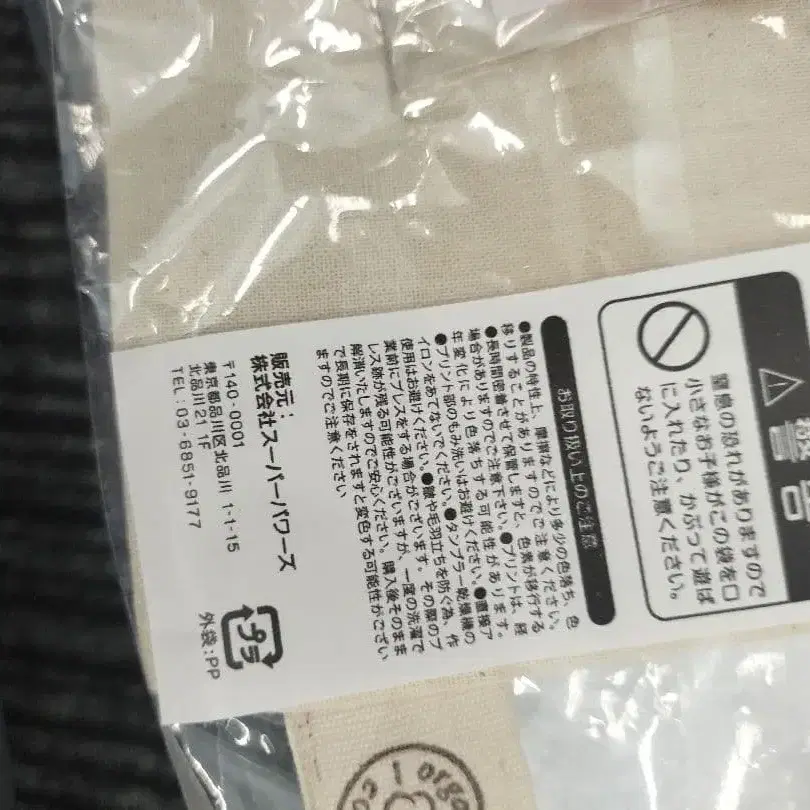 警告
窒息の恐れがありますので
小さなお子様がこの袋を口
に入れたり、かぶって遊ば
ないようご注意ください。
お取り扱い上のご注意
●製品の特性上、摩擦などにより多少の色落ち、色
移りすることがありますのでご注意ください。
●長時間密着させて保管しますと、色素が移行する
場合がありますのでご注意下さい。●プリントは、経
年変化により色落ちする可能性があります。
●プリント部のもみ洗いはお避けください。●直接ア
イロンをあてないでください。●タンブラー乾燥機の
使用はお避けください。●皺や毛羽立ちを防ぐ為、作
業前にプレスをする場合がございます。その際のプ
レス跡が残る可能性がございますが、一度の洗濯で
解消いたしますのでご安心ください。購入後そのまま
で長期に保存をされますと変色する可能性がござい
ますのでご注意ください
販売元：
株式会社スーパーパワーズ
〒140-0001
東京都品川区北品川 1-1-15
北品川21 1F
TEL:03-6851-9177
プラ
外袋:PP